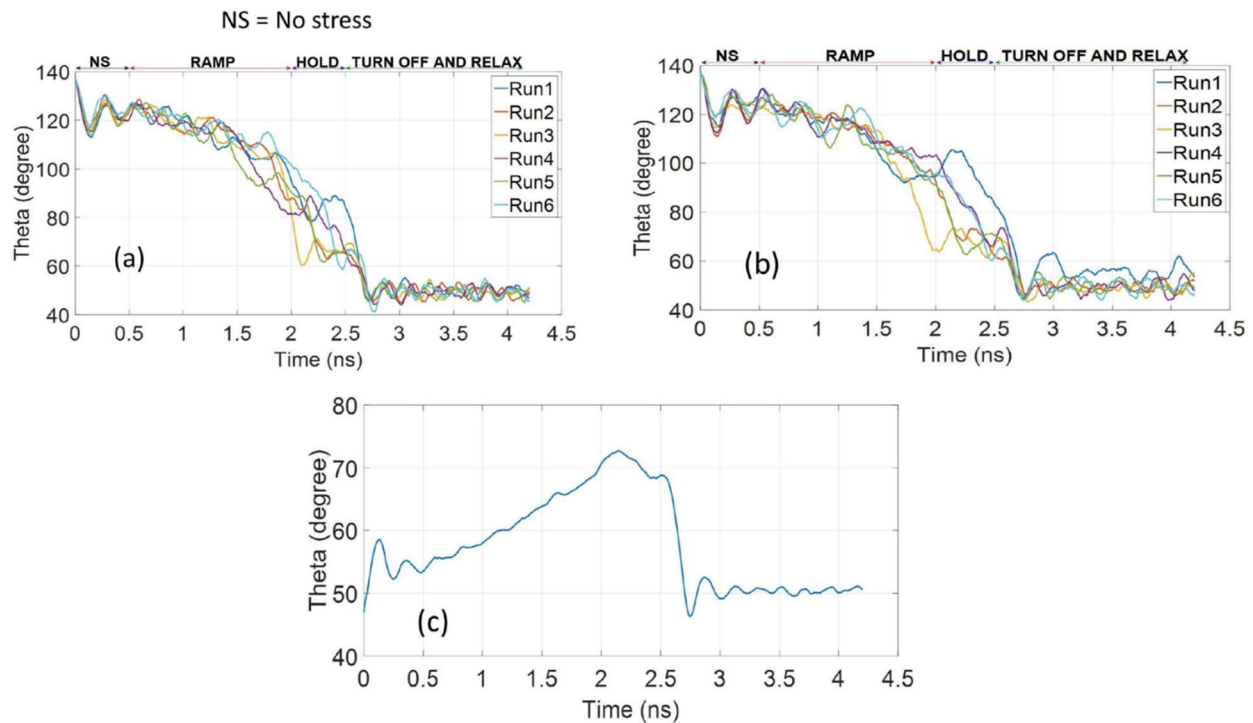 NS = No stress
NS RAMP HOLD TURN OFF AND RELAX
140
120
100
80
60
40
Theta (degree)
0 0.5 1 1.5 2 2.5 3 3.5 4 4.5
Time (ns)
Run1
Run2
Run3
Run4
Run5
Run6
(a)
NS RAMP HOLD TURN OFF AND RELAX
140
120
100
80
60
40
Theta (degree)
0 0.5 1 1.5 2 2.5 3 3.5 4 4.5
Time (ns)
Run1
Run2
Run3
Run4
Run5
Run6
(b)
80
70
60
50
40
Theta (degree)
(c)
0 0.5 1 1.5 2 2.5 3 3.5 4 4.5
Time (ns)